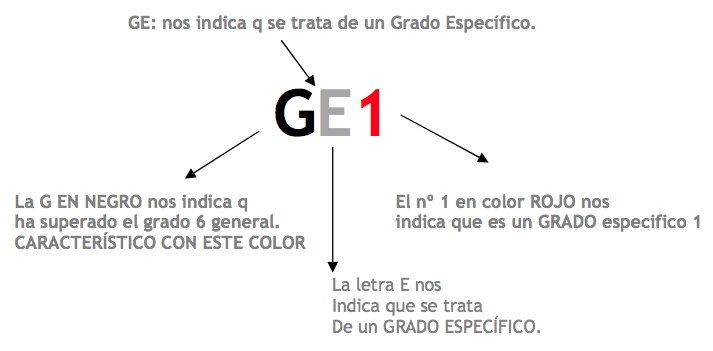 GE: nos indica q se trata de un Grado Específico.
GE1
La G EN NEGRO nos indica q
ha superado el grado 6 general.
CARACTERÍSTICO CON ESTE COLOR
El nº 1 en color ROJO nos
indica que es un GRADO especifico 1
La letra E nos
Indica que se trata
De un GRADO ESPECÍFICO.